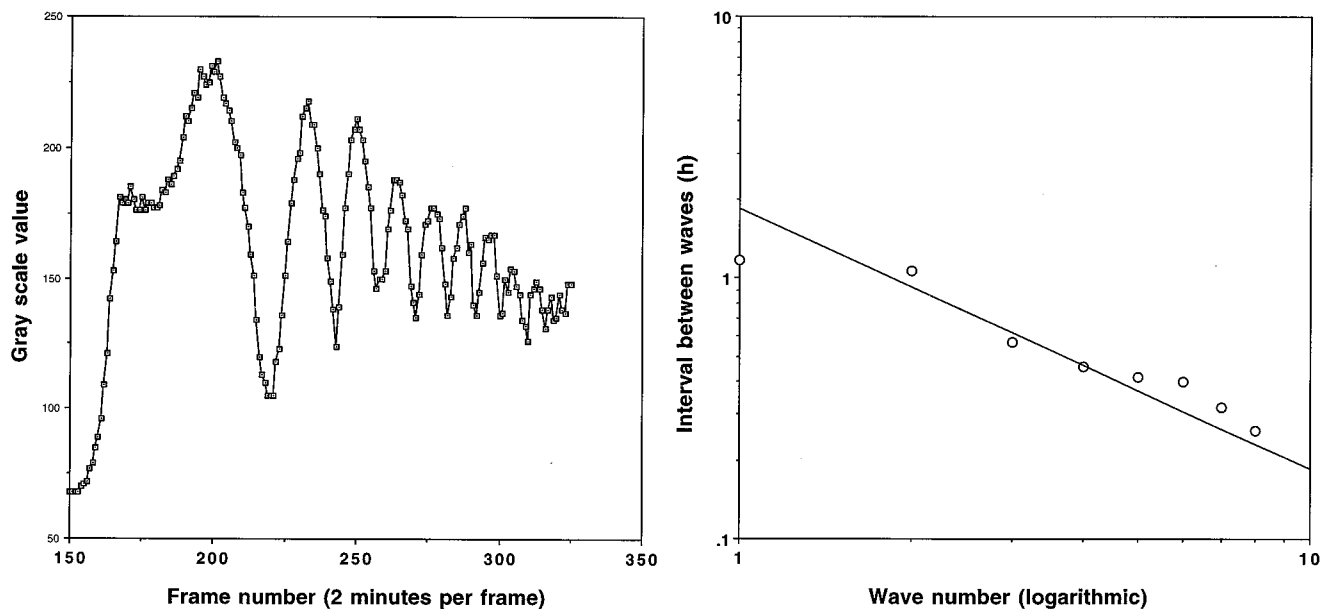 250
200
150
100
50
Gray scale value
150 200 250 300 350
Frame number (2 minutes per frame)
10
1
.1
Interval between waves (h)
1 10
Wave number (logarithmic)